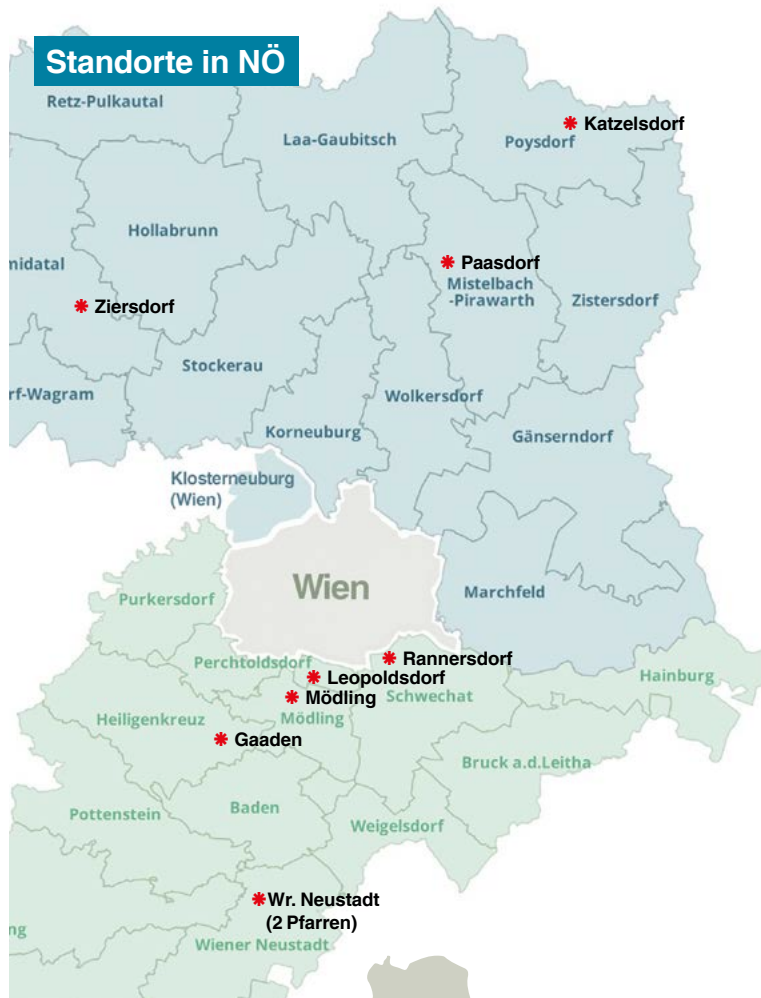 Standorte in NÖ
Retz-Pulkautal
Laa-Gaubitsch
Katzelsdorf
Poysdorf
Hollabrunn
midatal
Paasdorf
Mistelbach
-Pirawarth
Zistersdorf
Ziersdorf
Stockerau
rf-Wagram
Wolkersdorf
Korneuburg
Gänserndorf
Klosterneuburg
(Wien)
Wien
Marchfeld
Purkersdorf
Perchtoldsdorf
Rannersdorf
Hainburg
Leopoldsdorf
Mödling
Schwechat
Heiligenkreuz
Mödling
Gaaden
Bruck a.d.Leitha
Pottenstein
Baden
Weigelsdorf
Wr. Neustadt
(2 Pfarren)
ng
Wiener Neustadt